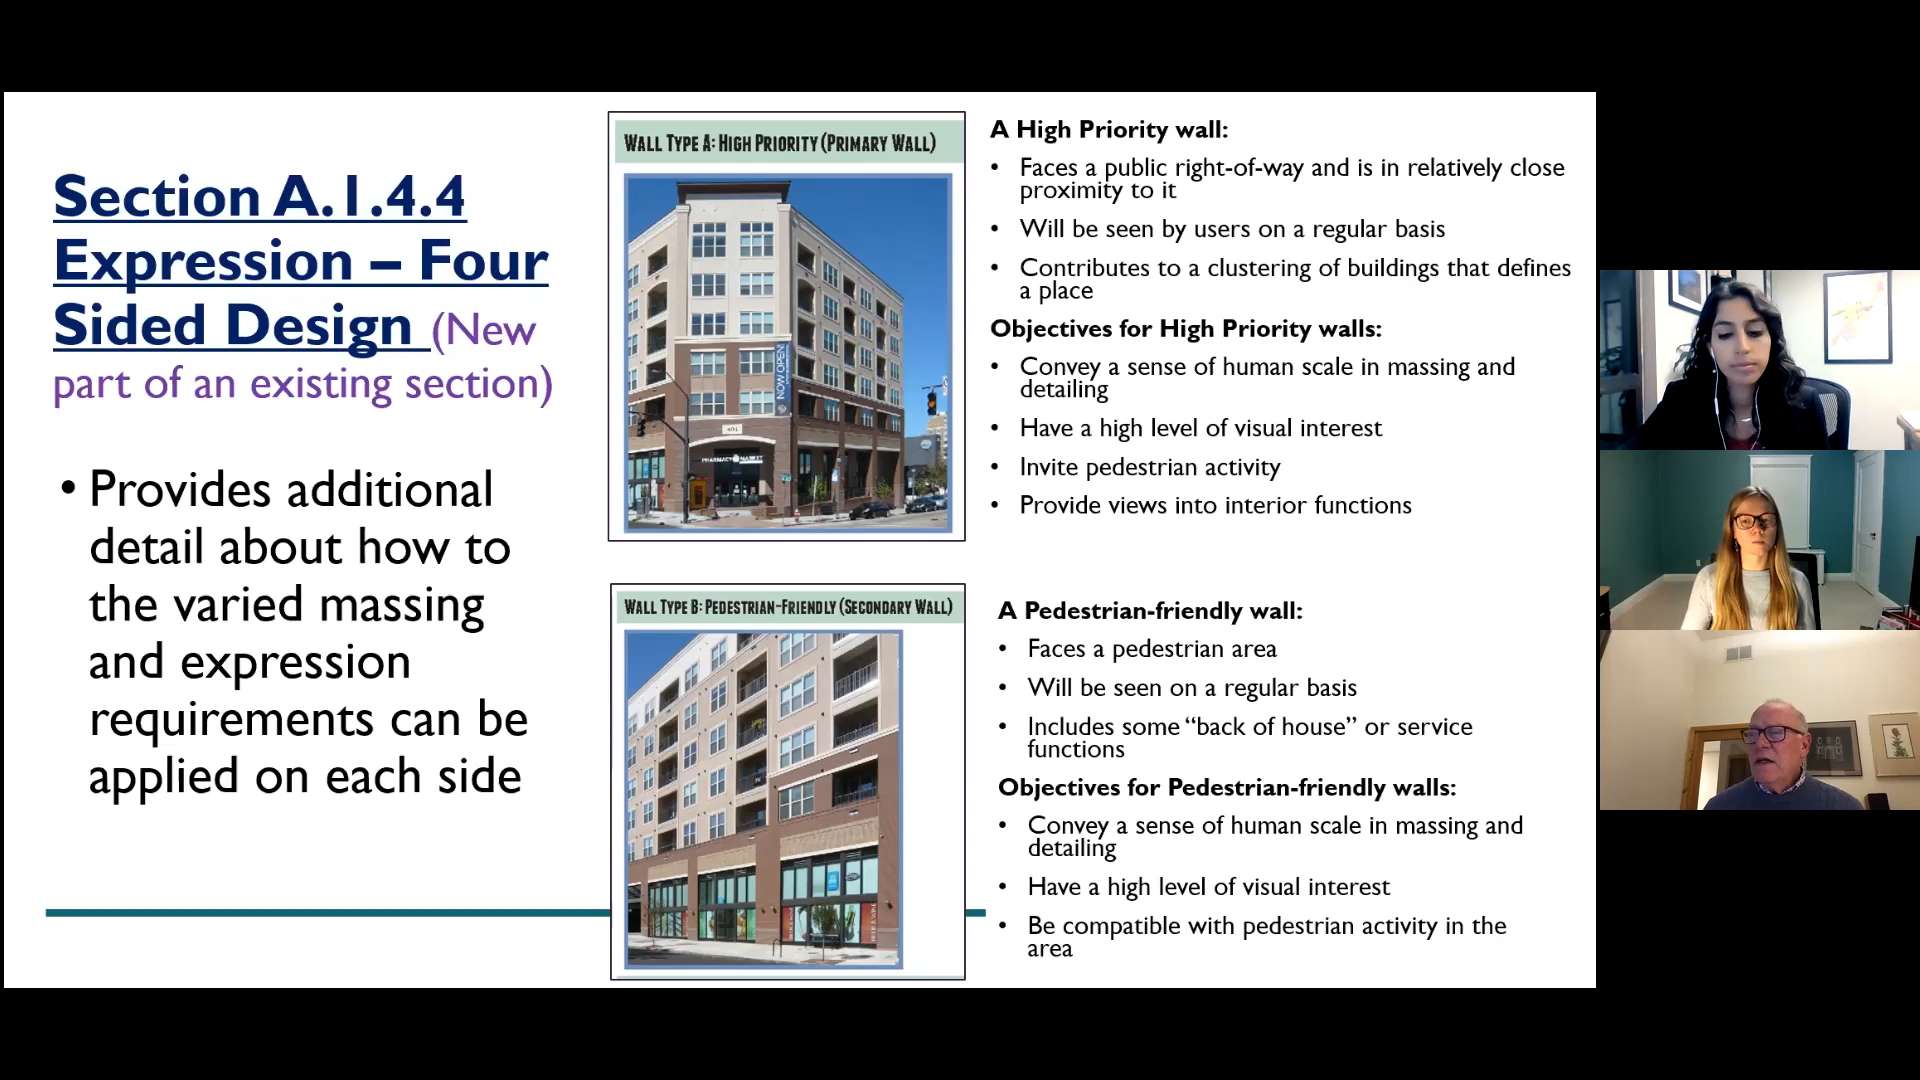 Section A.1.4.4
Expression – Four
Sided Design (New
part of an existing section)
• Provides additional
detail about how to
the varied massing
and expression
requirements can be
applied on each side
WALL TYPE A: HIGH PRIORITY (PRIMARY WALL)
NOW OPEN
PHARMACY MARKET
A High Priority wall:
• Faces a public right-of-way and is in relatively close
proximity to it
• Will be seen by users on a regular basis
• Contributes to a clustering of buildings that defines
a place
Objectives for High Priority walls:
• Convey a sense of human scale in massing and
detailing
• Have a high level of visual interest
• Invite pedestrian activity
• Provide views into interior functions
WALL TYPE B: PEDESTRIAN-FRIENDLY (SECONDARY WALL)
A Pedestrian-friendly wall:
• Faces a pedestrian area
• Will be seen on a regular basis
• Includes some “back of house” or service
functions
Objectives for Pedestrian-friendly walls:
• Convey a sense of human scale in massing and
detailing
• Have a high level of visual interest
• Be compatible with pedestrian activity in the
area